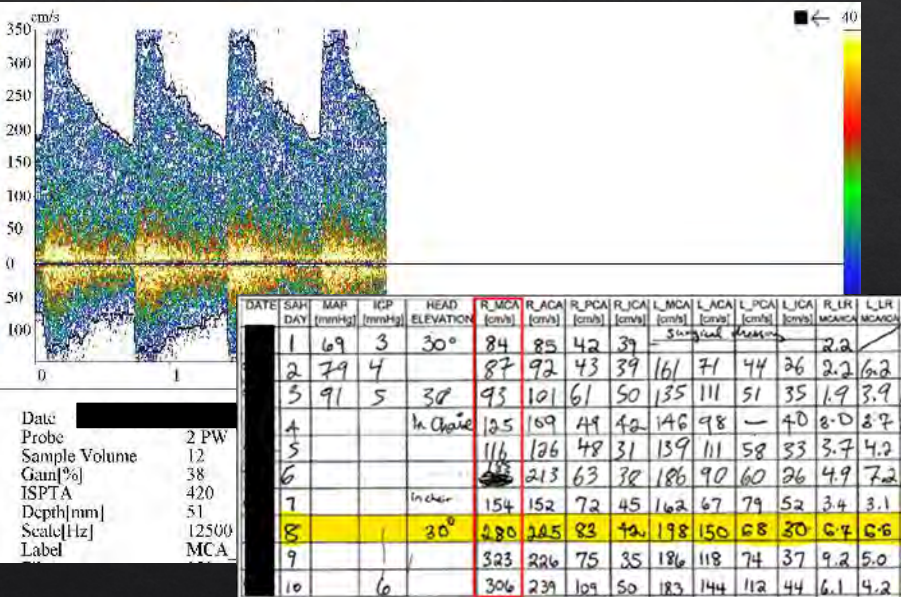 cm/s
40
350
300
250
200
150
100
50
0
50
100
0 1
Date
Probe 2 PW
Sample Volume 12
Gain[%] 38
ISPTA 420
Depth[mm] 51
Scale[Hz] 12500
Label MCA
DATE SAH DAY MAP [mmHg] ICP [mmHg] HEAD ELEVATION R_MCA [cm/s] R_ACA [cm/s] R_PCA [cm/s] R_ICA [cm/s] L_MCA [cm/s] L_ACA [cm/s] L_PCA [cm/s] L_ICA [cm/s] R_LR MCA/ICA L_LR MCA/ICA
1 69 3 30° 84 85 42 39 Surgical dressing 2.2
2 79 4 87 92 43 39 161 71 44 26 2.2 6.2
3 91 5 30° 93 101 61 50 135 111 51 35 1.9 3.9
4 In Chair 125 109 49 42 146 98 — 40 3.0 3.7
5 116 126 48 31 139 111 58 33 3.7 4.2
6 213 63 38 186 90 60 26 4.9 7.2
7 In chair 154 152 72 45 162 67 79 52 3.4 3.1
8 30° 280 225 83 42 198 150 68 30 6.7 6.6
9 323 226 75 35 186 118 74 37 9.2 5.0
10 6 306 239 109 50 183 144 112 44 6.1 4.2